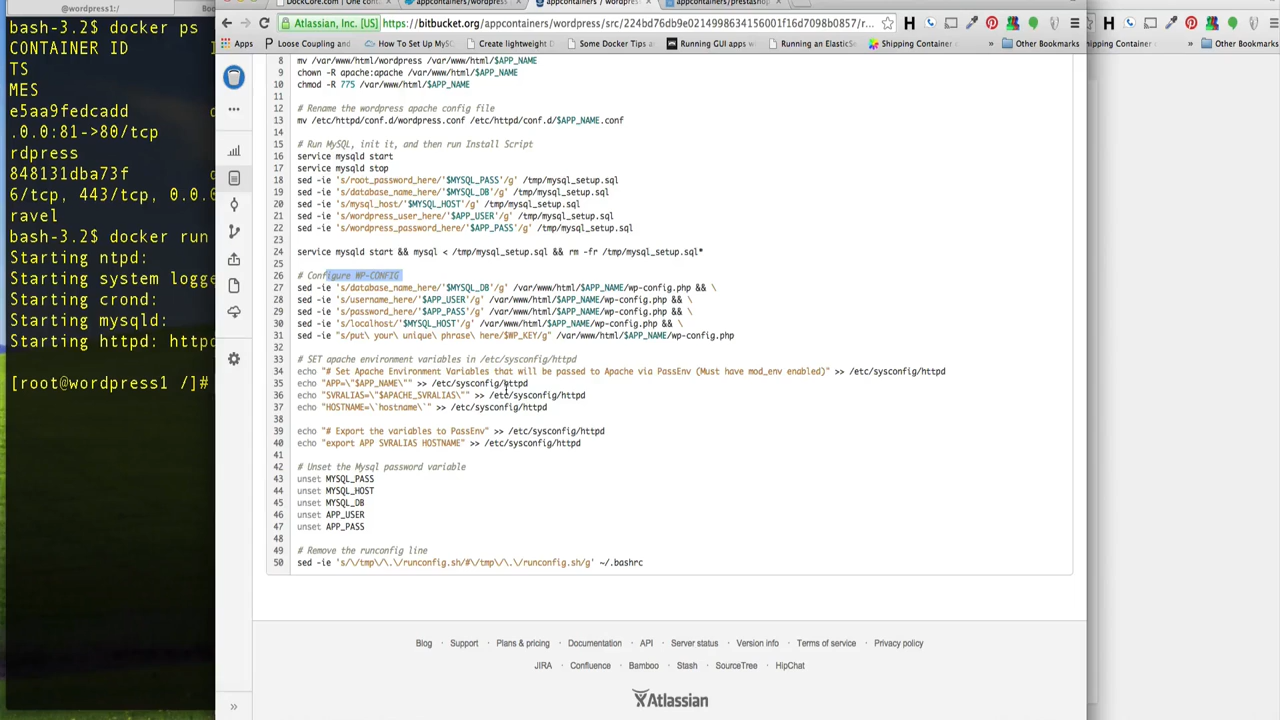 @wordpress1:/
bash-3.2$ docker ps
CONTAINER ID
TS
MES
e5aa9fedcadd
.0.0:81->80/tcp
rdpress
848131dba73f
6/tcp, 443/tcp, 0.0.0
ravel
bash-3.2$ docker run
Starting ntpd:
Starting system logge
Starting crond:
Starting mysqld:
Starting httpd: httpd
[root@wordpress1 /]#
DockCore.com | One cont
appcontainers/wordpress
appcontainers / wordpress
appcontainers/prestashop
Atlassian, Inc. [US] https://bitbucket.org/appcontainers/wordpress/src/224bd76db9e0214998634156001f16d7098b0857/r...
Apps Loose Coupling and How To Set Up MySQ Create lightweight D Some Docker Tips a Running GUI apps w Running an ElasticSe Shipping Container » Other Bookmarks
pping Container » Other Bookmarks
8 mv /var/www/html/wordpress /var/www/html/$APP_NAME
9 chown -R apache:apache /var/www/html/$APP_NAME
10 chmod -R 775 /var/www/html/$APP_NAME
11
12 # Rename the wordpress apache config file
13 mv /etc/httpd/conf.d/wordpress.conf /etc/httpd/conf.d/$APP_NAME.conf
14
15 # Run MySQL, init it, and then run Install Script
16 service mysqld start
17 service mysqld stop
18 sed -ie 's/root_password_here/'$MYSQL_PASS'/g' /tmp/mysql_setup.sql
19 sed -ie 's/database_name_here/'$MYSQL_DB'/g' /tmp/mysql_setup.sql
20 sed -ie 's/mysql_host/'$MYSQL_HOST'/g' /tmp/mysql_setup.sql
21 sed -ie 's/wordpress_user_here/'$APP_USER'/g' /tmp/mysql_setup.sql
22 sed -ie 's/wordpress_password_here/'$APP_PASS'/g' /tmp/mysql_setup.sql
23
24 service mysqld start && mysql < /tmp/mysql_setup.sql && rm -fr /tmp/mysql_setup.sql*
25
26 # Configure WP-CONFIG
27 sed -ie 's/database_name_here/'$MYSQL_DB'/g' /var/www/html/$APP_NAME/wp-config.php && \
28 sed -ie 's/username_here/'$APP_USER'/g' /var/www/html/$APP_NAME/wp-config.php && \
29 sed -ie 's/password_here/'$APP_PASS'/g' /var/www/html/$APP_NAME/wp-config.php && \
30 sed -ie 's/localhost/'$MYSQL_HOST'/g' /var/www/html/$APP_NAME/wp-config.php && \
31 sed -ie "s/put\ your\ unique\ phrase\ here/$WP_KEY/g" /var/www/html/$APP_NAME/wp-config.php
32
33 # SET apache environment variables in /etc/sysconfig/httpd
34 echo "# Set Apache Environment Variables that will be passed to Apache via PassEnv (Must have mod_env enabled)" >> /etc/sysconfig/httpd
35 echo "APP=\"$APP_NAME\"" >> /etc/sysconfig/httpd
36 echo "SVRALIAS=\"$APACHE_SVRALIAS\"" >> /etc/sysconfig/httpd
37 echo "HOSTNAME=\`hostname\`" >> /etc/sysconfig/httpd
38
39 echo "# Export the variables to PassEnv" >> /etc/sysconfig/httpd
40 echo "export APP SVRALIAS HOSTNAME" >> /etc/sysconfig/httpd
41
42 # Unset the Mysql password variable
43 unset MYSQL_PASS
44 unset MYSQL_HOST
45 unset MYSQL_DB
46 unset APP_USER
47 unset APP_PASS
48
49 # Remove the runconfig line
50 sed -ie 's/\/tmp\/\.\/runconfig.sh/#\/tmp\/\.\/runconfig.sh/g' ~/.bashrc
Blog Support Plans & pricing Documentation API Server status Version info Terms of service Privacy policy
JIRA Confluence Bamboo Stash SourceTree HipChat
Atlassian